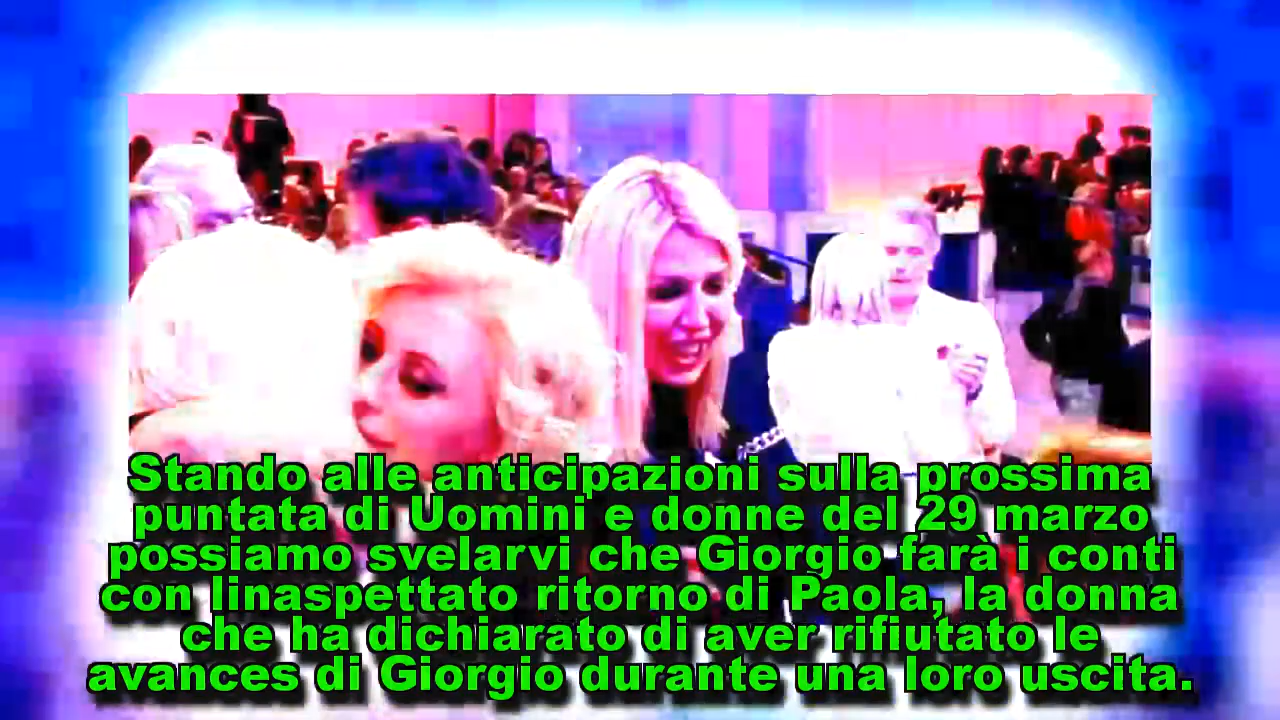 Stando alle anticipazioni sulla prossima
puntata di Uomini e donne del 29 marzo
possiamo svelarvi che Giorgio farà i conti
con linaspettato ritorno di Paola, la donna
che ha dichiarato di aver rifiutato le
avances di Giorgio durante una loro uscita.